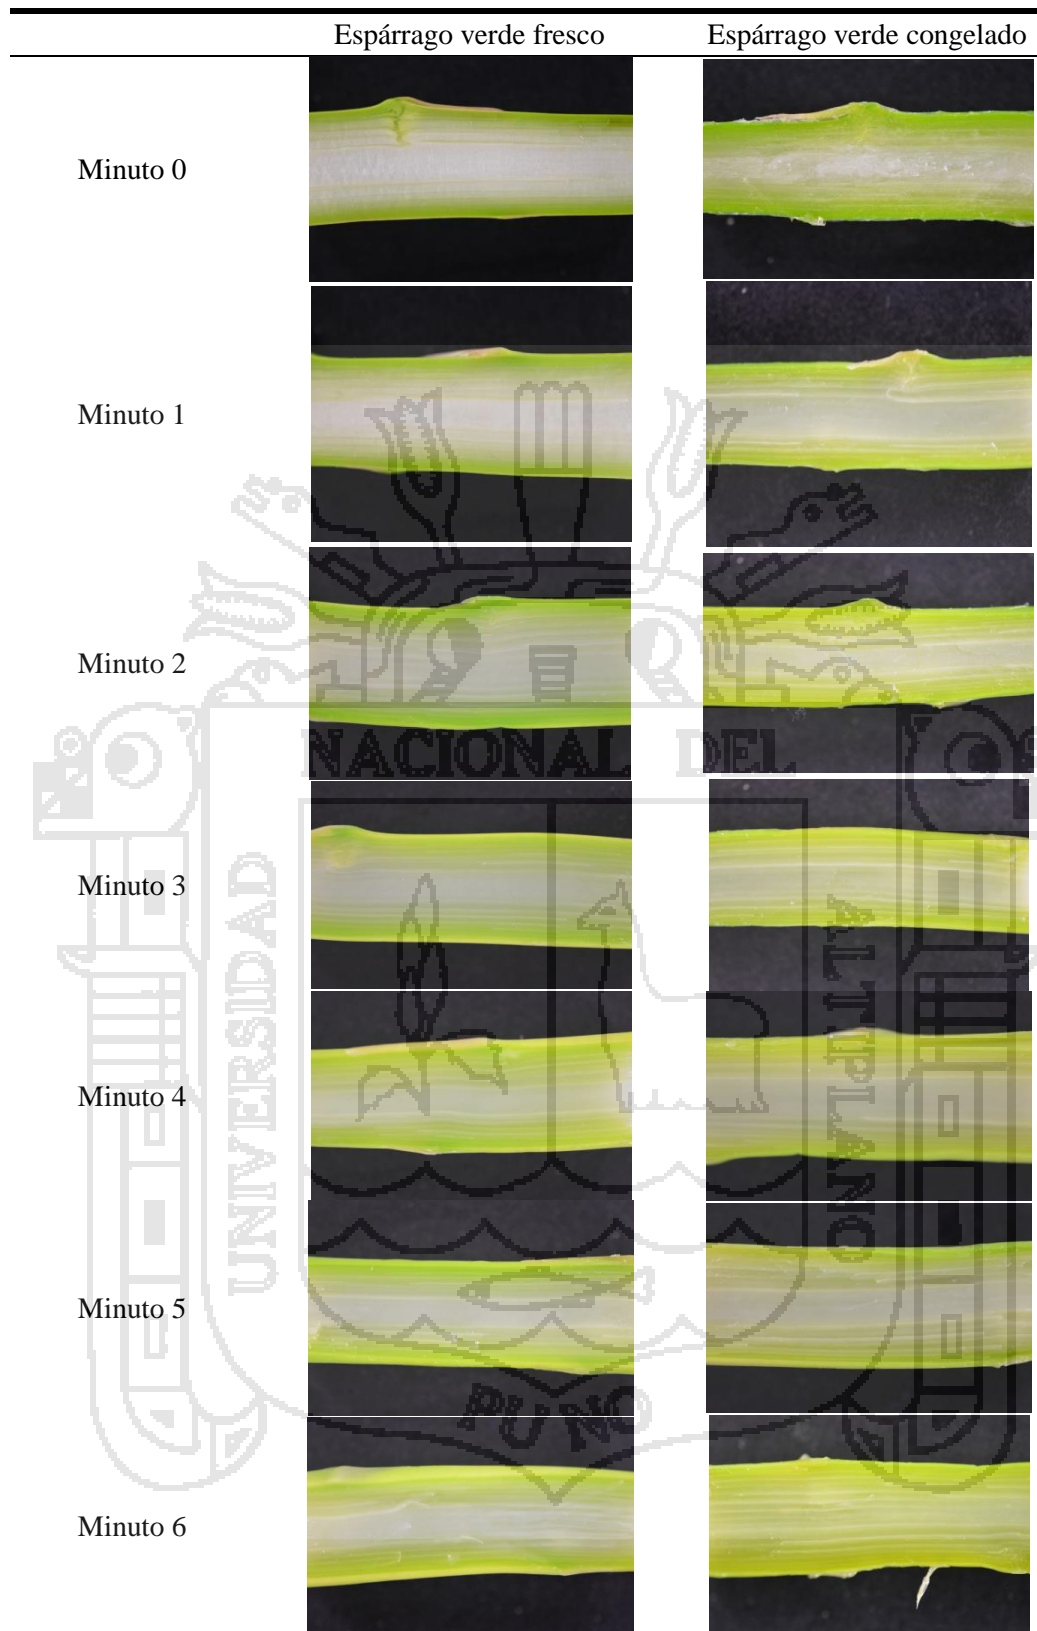 Espárrago verde fresco Espárrago verde congelado
Minuto 0
Minuto 1
Minuto 2
NACIONAL DEL
Minuto 3
UNIVERSIDAD
ALTIPLANO
Minuto 4
Minuto 5
PUNO
Minuto 6